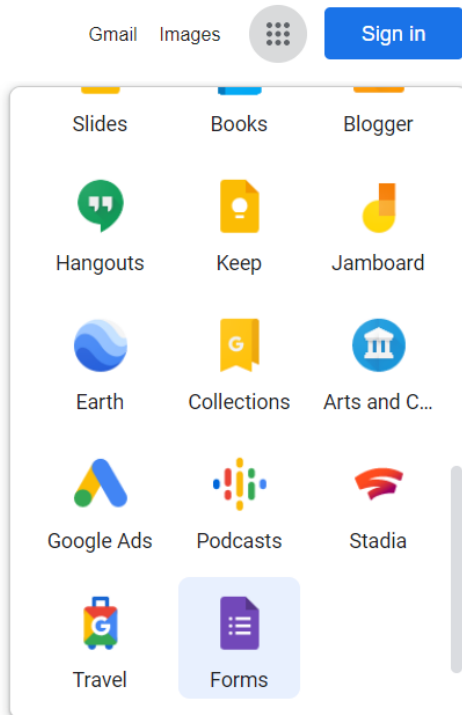 Gmail Images Sign in
Slides Books Blogger
Hangouts Keep Jamboard
G
Earth Collections Arts and C...
Google Ads Podcasts Stadia
G
Travel Forms